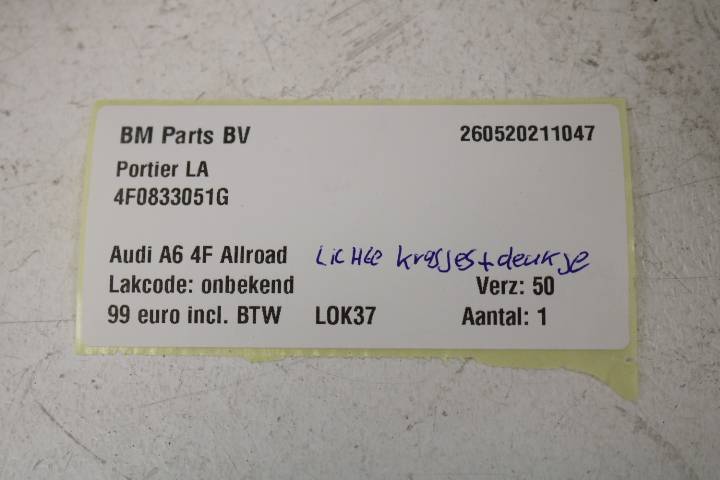 BM Parts BV 260520211047
Portier LA
4F0833051G
Audi A6 4F Allroad Lichte krasjes + deukje
Lakcode: onbekend Verz: 50
99 euro incl. BTW LOK37 Aantal: 1